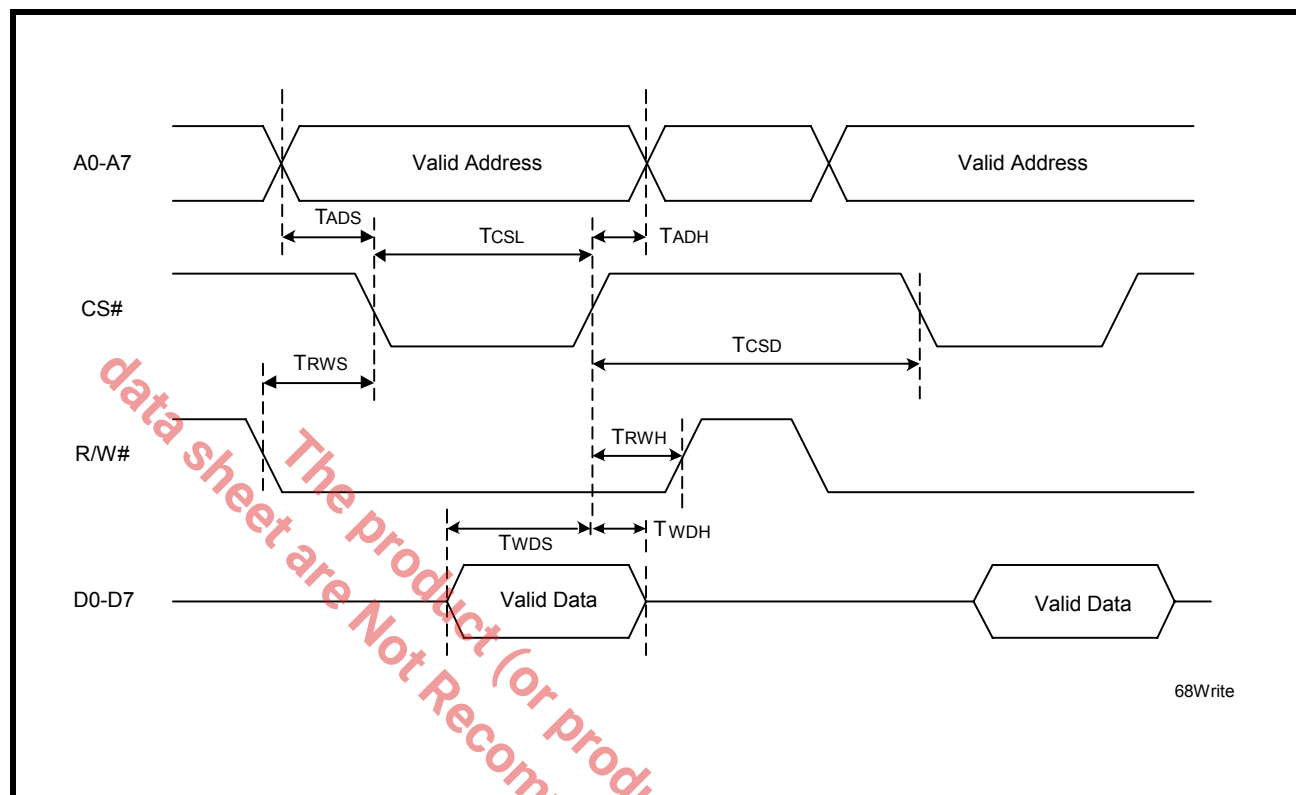 A0-A7
Valid Address
Valid Address
TADS
TCSL
TADH
CS#
TCSD
TRWS
R/W#
TRWH
TWDS
TWDH
D0-D7
Valid Data
Valid Data
68Write
The product (or produ
data sheet are Not Recom